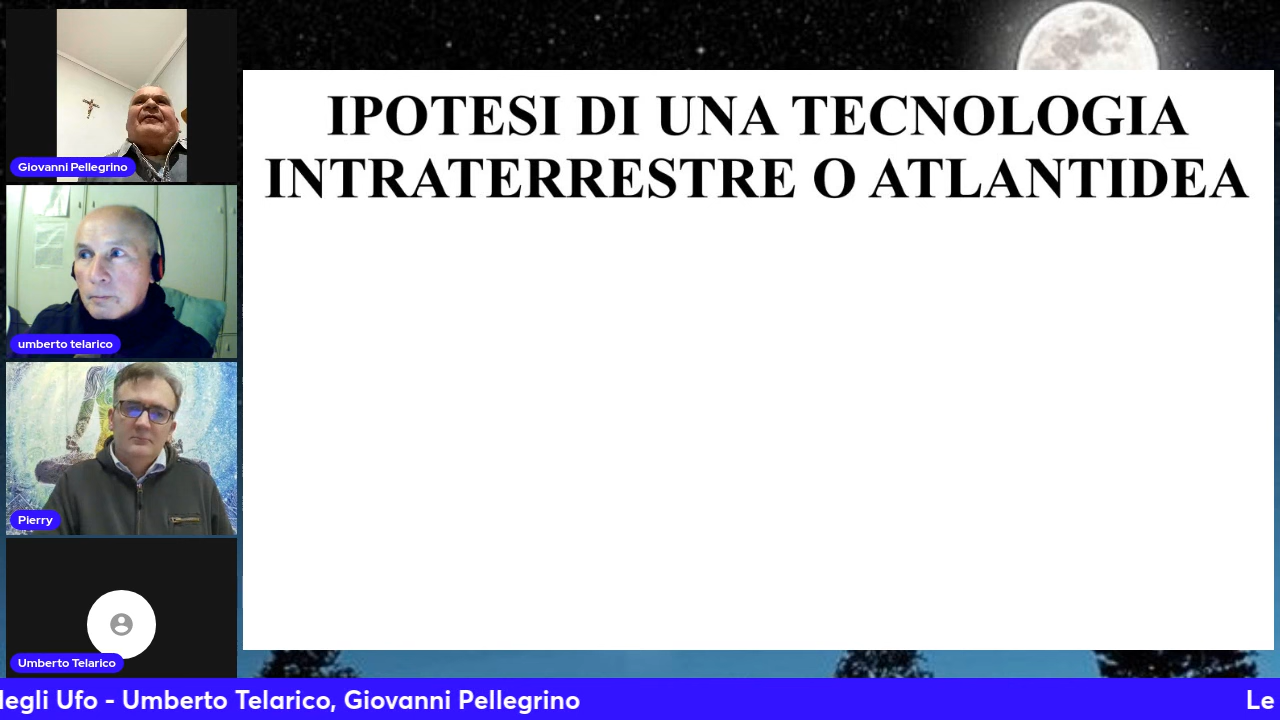 Giovanni Pellegrino
umberto telarico
Pierry
Umberto Telarico
IPOTESI DI UNA TECNOLOGIA
INTRATERRESTRE O ATLANTIDEA
degli Ufo - Umberto Telarico, Giovanni Pellegrino
Le